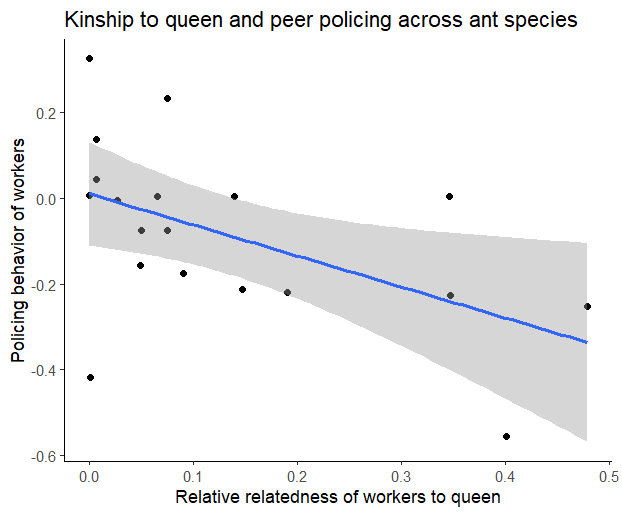 Kinship to queen and peer policing across ant species
Policing behavior of workers
0.2
0.0
-0.2
-0.4
-0.6
0.0 0.1 0.2 0.3 0.4 0.5
Relative relatedness of workers to queen